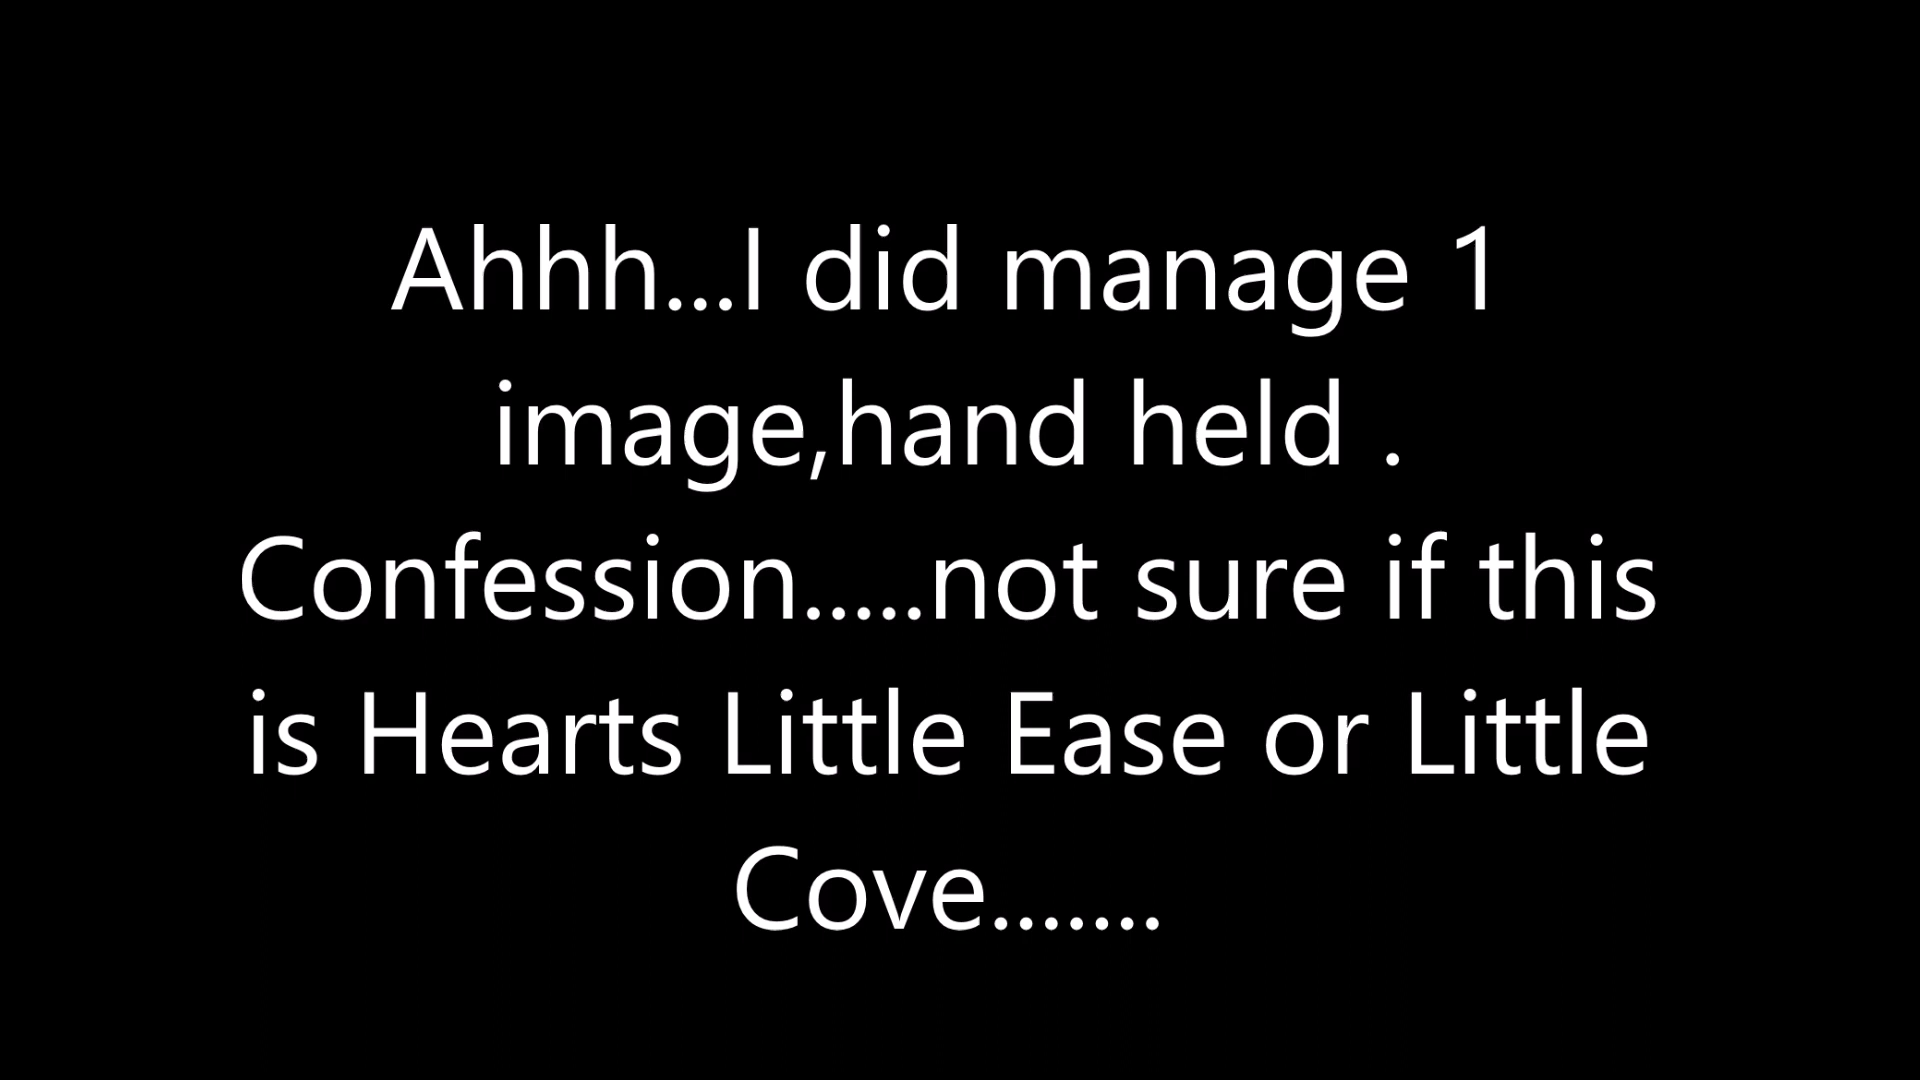 Ahhh...I did manage 1
image,hand held .
Confession.....not sure if this
is Hearts Little Ease or Little
Cove.......